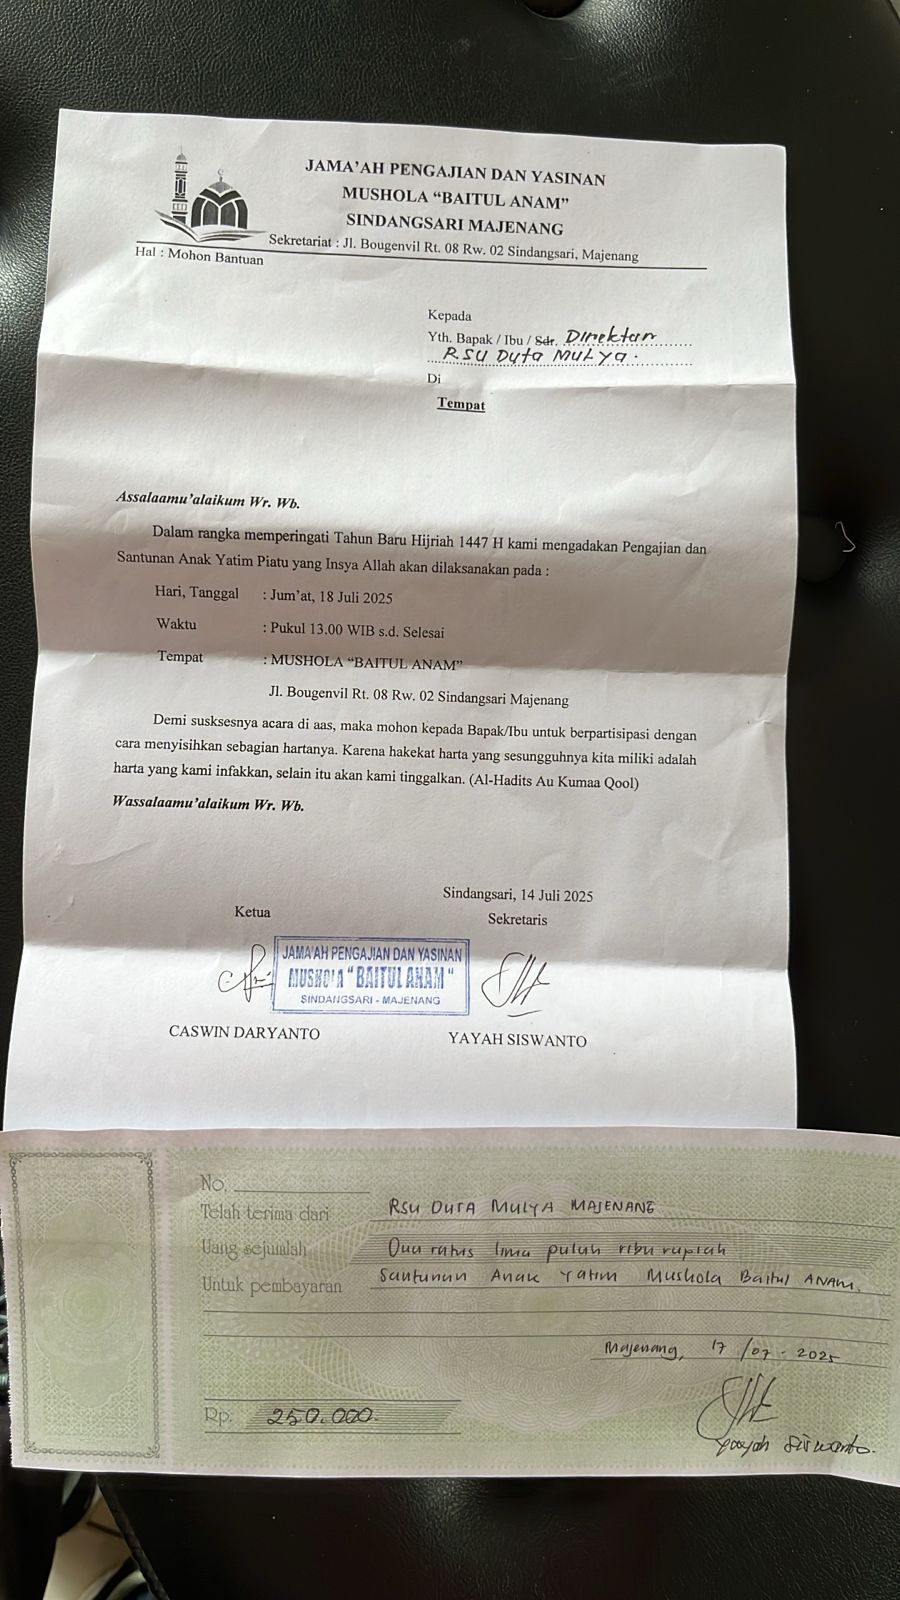 JAMA'AH PENGAJIAN DAN YASINAN
MUSHOLA “BAITUL ANAM”
SINDANGSARI MAJENANG
Sekretariat : Jl. Bougenvil Rt. 08 Rw. 02 Sindangsari, Majenang
Hal : Mohon Bantuan
Kepada
Yth. Bapak / Ibu / Sdr. Direktur
RSU Duta Mulya.
Di
Tempat
Assalaamu'alaikum Wr. Wb.
Dalam rangka memperingati Tahun Baru Hijriah 1447 H kami mengadakan Pengajian dan
Santunan Anak Yatim Piatu yang Insya Allah akan dilaksanakan pada :
Hari, Tanggal : Jum'at, 18 Juli 2025
Waktu : Pukul 13.00 WIB s.d. Selesai
Tempat : MUSHOLA “BAITUL ANAM”
Jl. Bougenvil Rt. 08 Rw. 02 Sindangsari Majenang
Demi susksesnya acara di aas, maka mohon kepada Bapak/Ibu untuk berpartisipasi dengan
cara menyisihkan sebagian hartanya. Karena hakekat harta yang sesungguhnya kita miliki adalah
harta yang kami infakkan, selain itu akan kami tinggalkan. (Al-Hadits Au Kumaa Qool)
Wassalaamu'alaikum Wr. Wb.
Sindangsari, 14 Juli 2025
Ketua Sekretaris
JAMA'AH PENGAJIAN DAN YASINAN
MUSHOLA "BAITUL ANAM"
SINDANGSARI - MAJENANG
CASWIN DARYANTO YAYAH SISWANTO
No.
Telah terima dari RSU DUTA MULYA MAJENANG
Uang sejumlah Dua ratus lima puluh ribu rupiah
Untuk pembayaran Santunan Anak Yatim Mushola Baitul ANAM.
Majenang, 17 /07 - 2025
Rp. 250.000.
Yayah Siswanto.